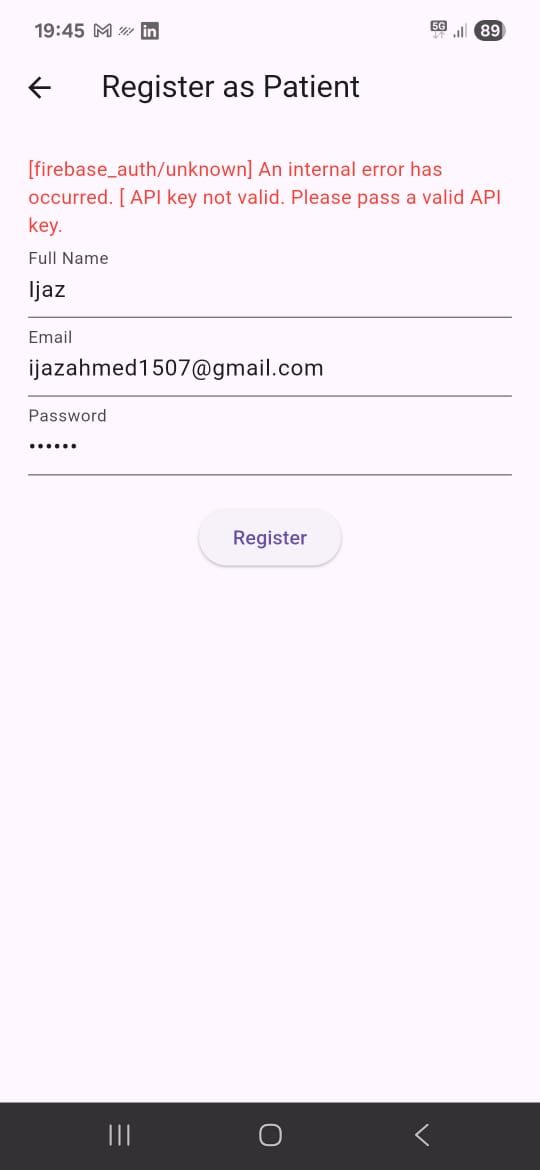 19:45
5G
89
Register as Patient
[firebase_auth/unknown] An internal error has
occurred. [ API key not valid. Please pass a valid API
key.
Full Name
Ijaz
Email
ijazahmed1507@gmail.com
Password
••••••
Register